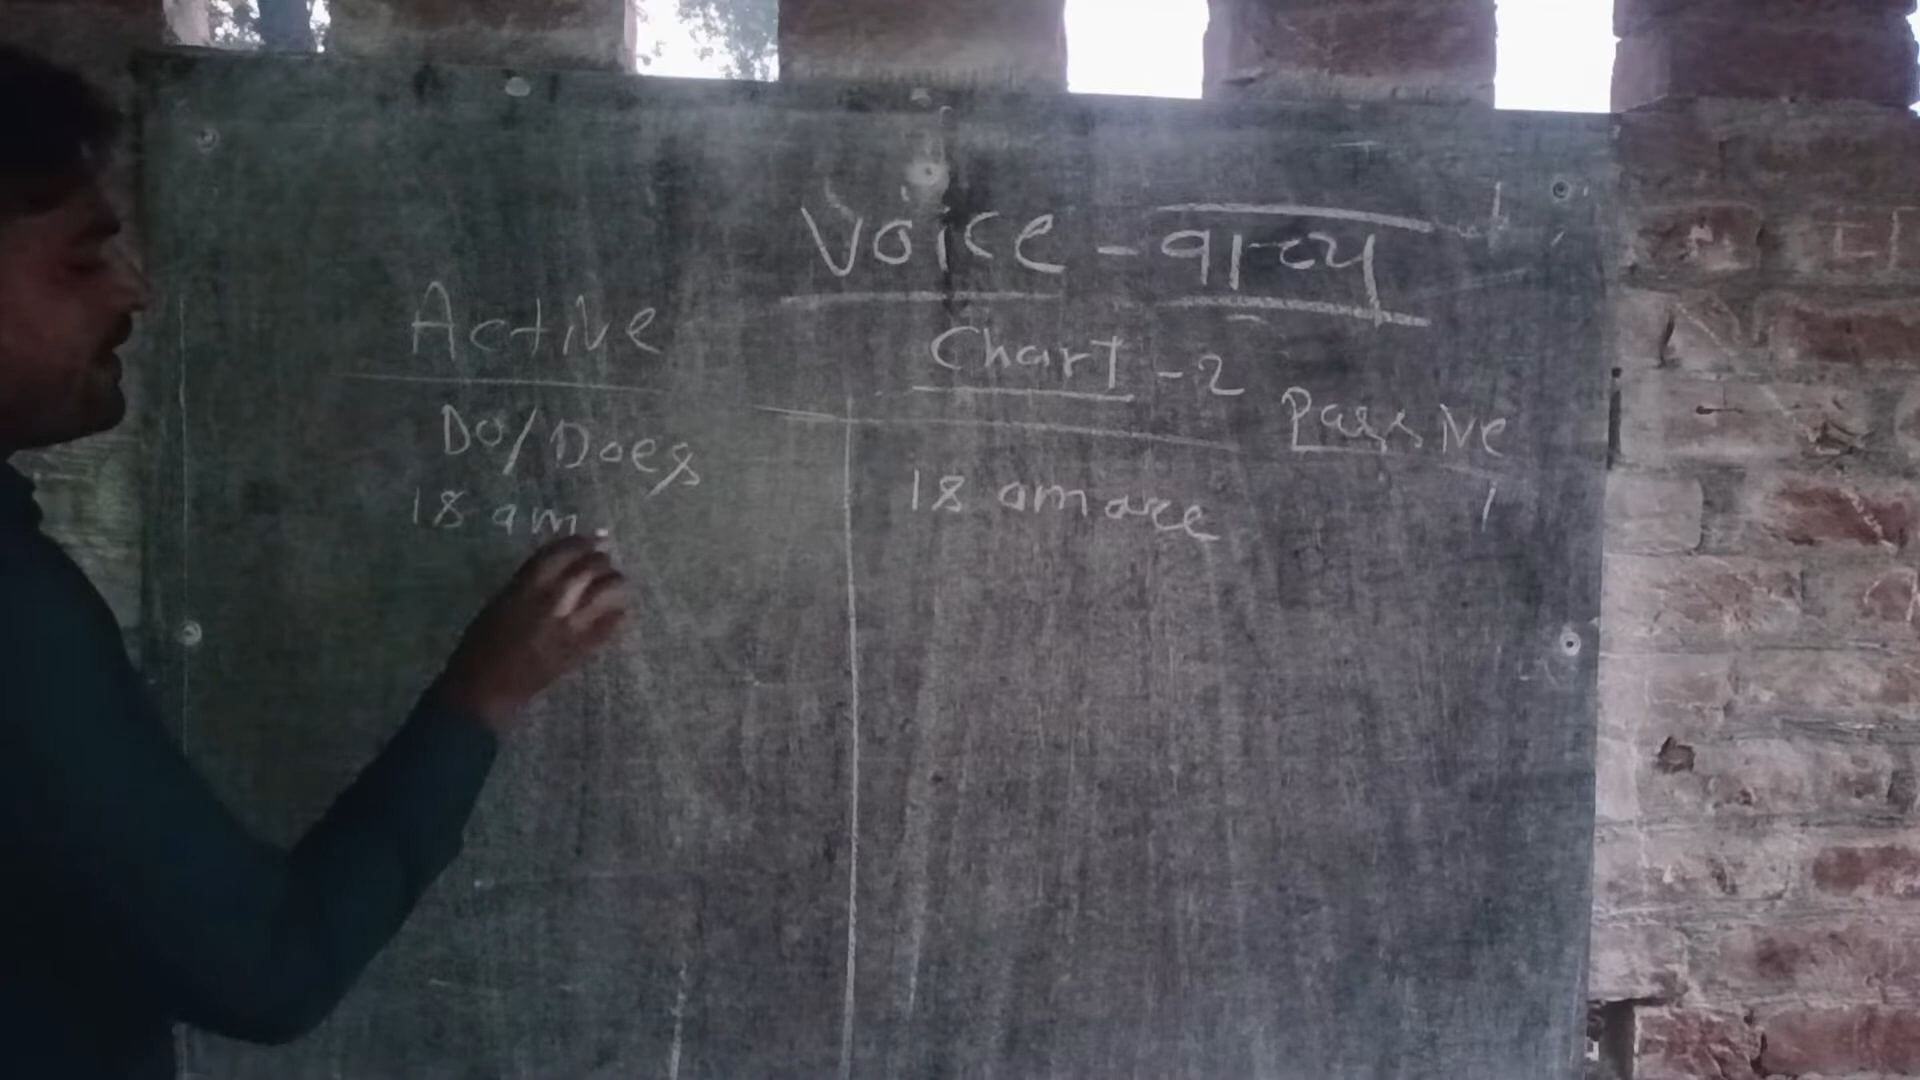 Voice - वाच्य
Active
Chart - 2
Passive
Do/Does
is am
is am are